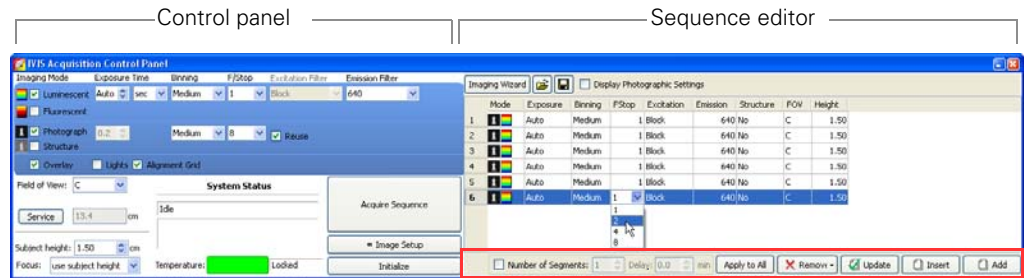 Control panel
Sequence editor
IVIS Acquisition Control Panel
Imaging Mode Exposure Time Binning F/Stop Excitation Filter Emission Filter
Luminescent Auto sec Medium 1 Block 640
Fluorescent
Photograph 0.2 Medium 8 Reuse
Structure
Overlay Lights Alignment Grid
Field of View: C
System Status
Service 13.4 cm
Idle
Acquire Sequence
Subject height: 1.50 cm
Image Setup
Focus: use subject height Temperature: Locked Initialize
Imaging Wizard Display Photographic Settings
Mode Exposure Binning FStop Excitation Emission Structure FOV Height
1 Auto Medium 1 Block 640 No C 1.50
2 Auto Medium 1 Block 640 No C 1.50
3 Auto Medium 1 Block 640 No C 1.50
4 Auto Medium 1 Block 640 No C 1.50
5 Auto Medium 1 Block 640 No C 1.50
6 Auto Medium 1 Block 640 No C 1.50
1
2
4
8
Number of Segments: 1 Delay: 0.0 min Apply to All Remove Update Insert Add